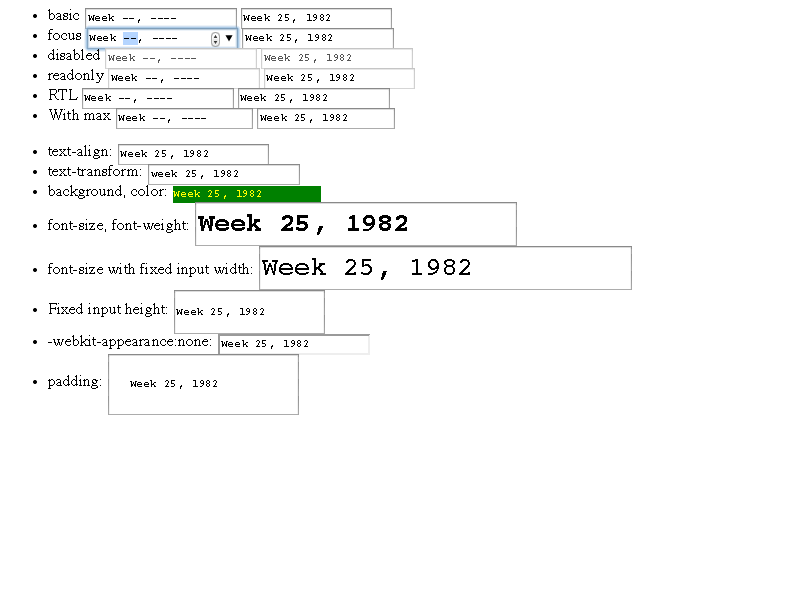 basic Week --, ---- Week 25, 1982
focus Week --, ---- Week 25, 1982
disabled Week --, ---- Week 25, 1982
readonly Week --, ---- Week 25, 1982
RTL Week --, ---- Week 25, 1982
With max Week --, ---- Week 25, 1982
text-align: Week 25, 1982
text-transform: week 25, 1982
background, color: Week 25, 1982
font-size, font-weight: Week 25, 1982
font-size with fixed input width: Week 25, 1982
Fixed input height: Week 25, 1982
-webkit-appearance:none: Week 25, 1982
padding: Week 25, 1982